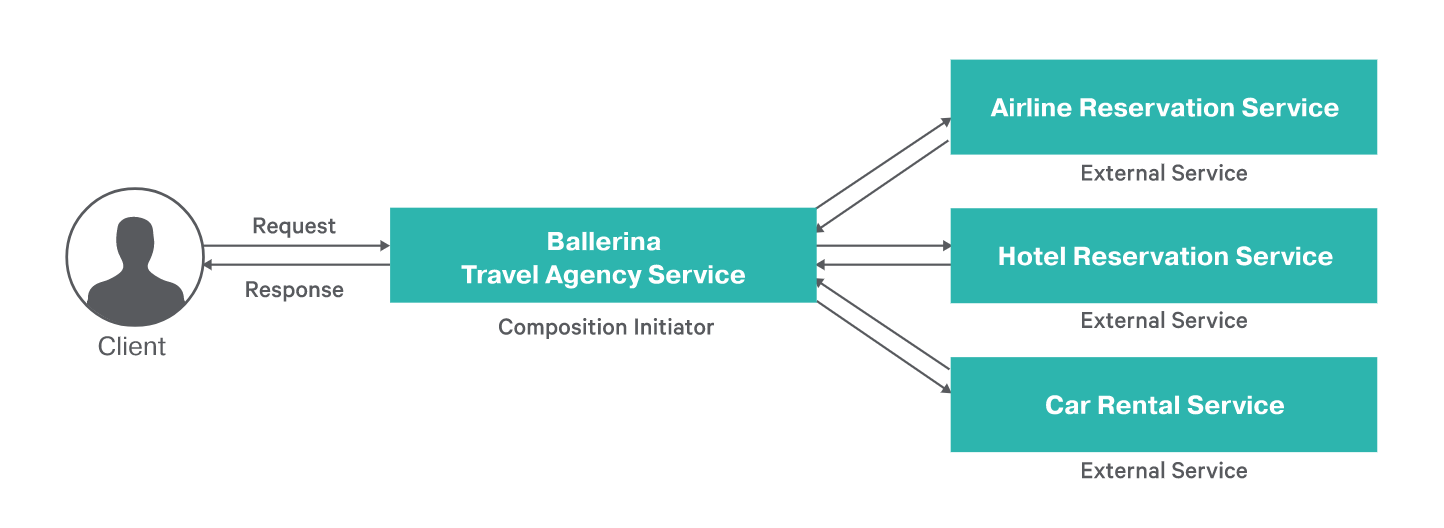 Client
Request
Response
Ballerina
Travel Agency Service
Composition Initiator
Airline Reservation Service
External Service
Hotel Reservation Service
External Service
Car Rental Service
External Service